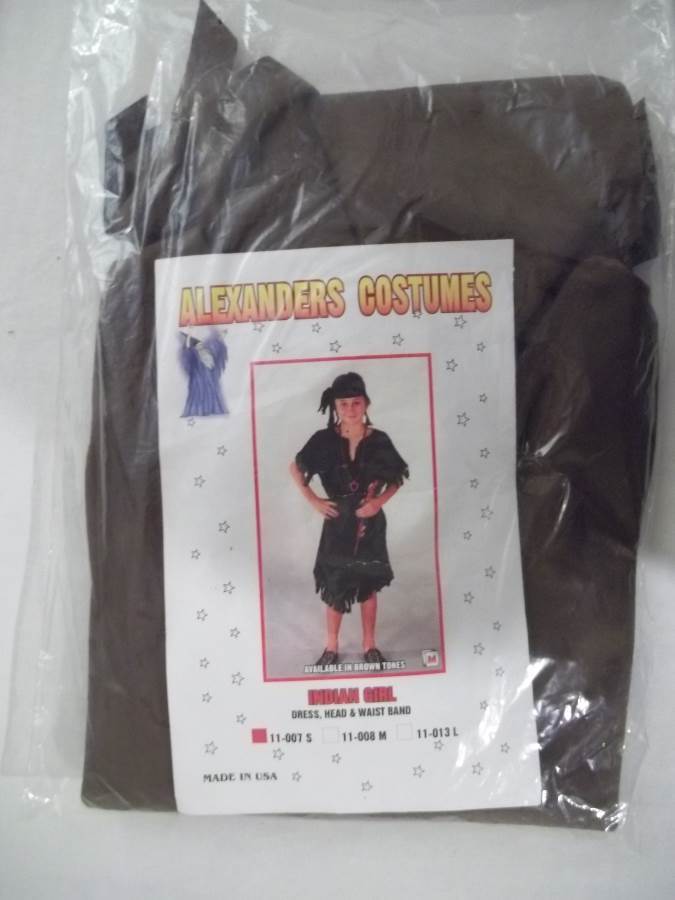 ALEXANDERS COSTUMES
AVAILABLE IN BROWN TONES
M
INDIAN GIRL
DRESS, HEAD & WAIST BAND
11-007 S 11-008 M 11-013 L
MADE IN USA